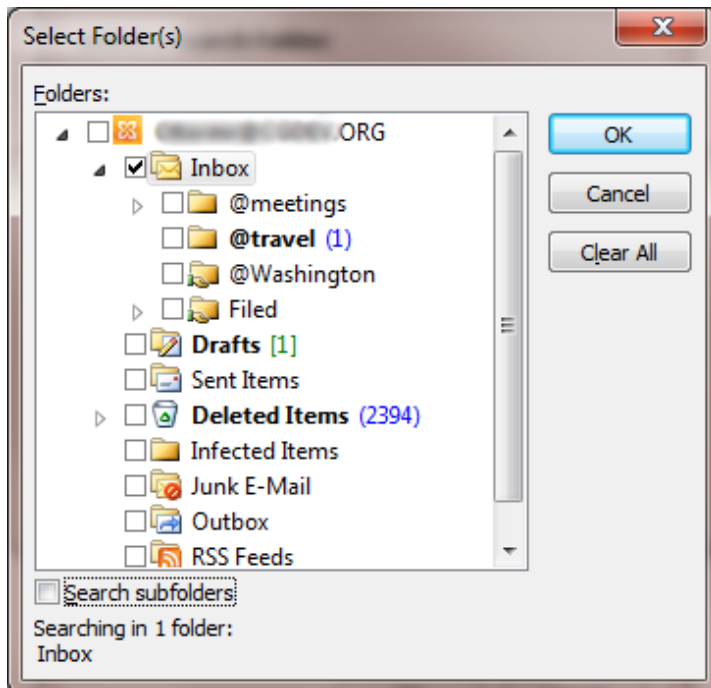 Select Folder(s)
Folders:
.ORG
Inbox
@meetings
@travel (1)
@Washington
Filed
Drafts [1]
Sent Items
Deleted Items (2394)
Infected Items
Junk E-Mail
Outbox
RSS Feeds
OK
Cancel
Clear All
Search subfolders
Searching in 1 folder:
Inbox